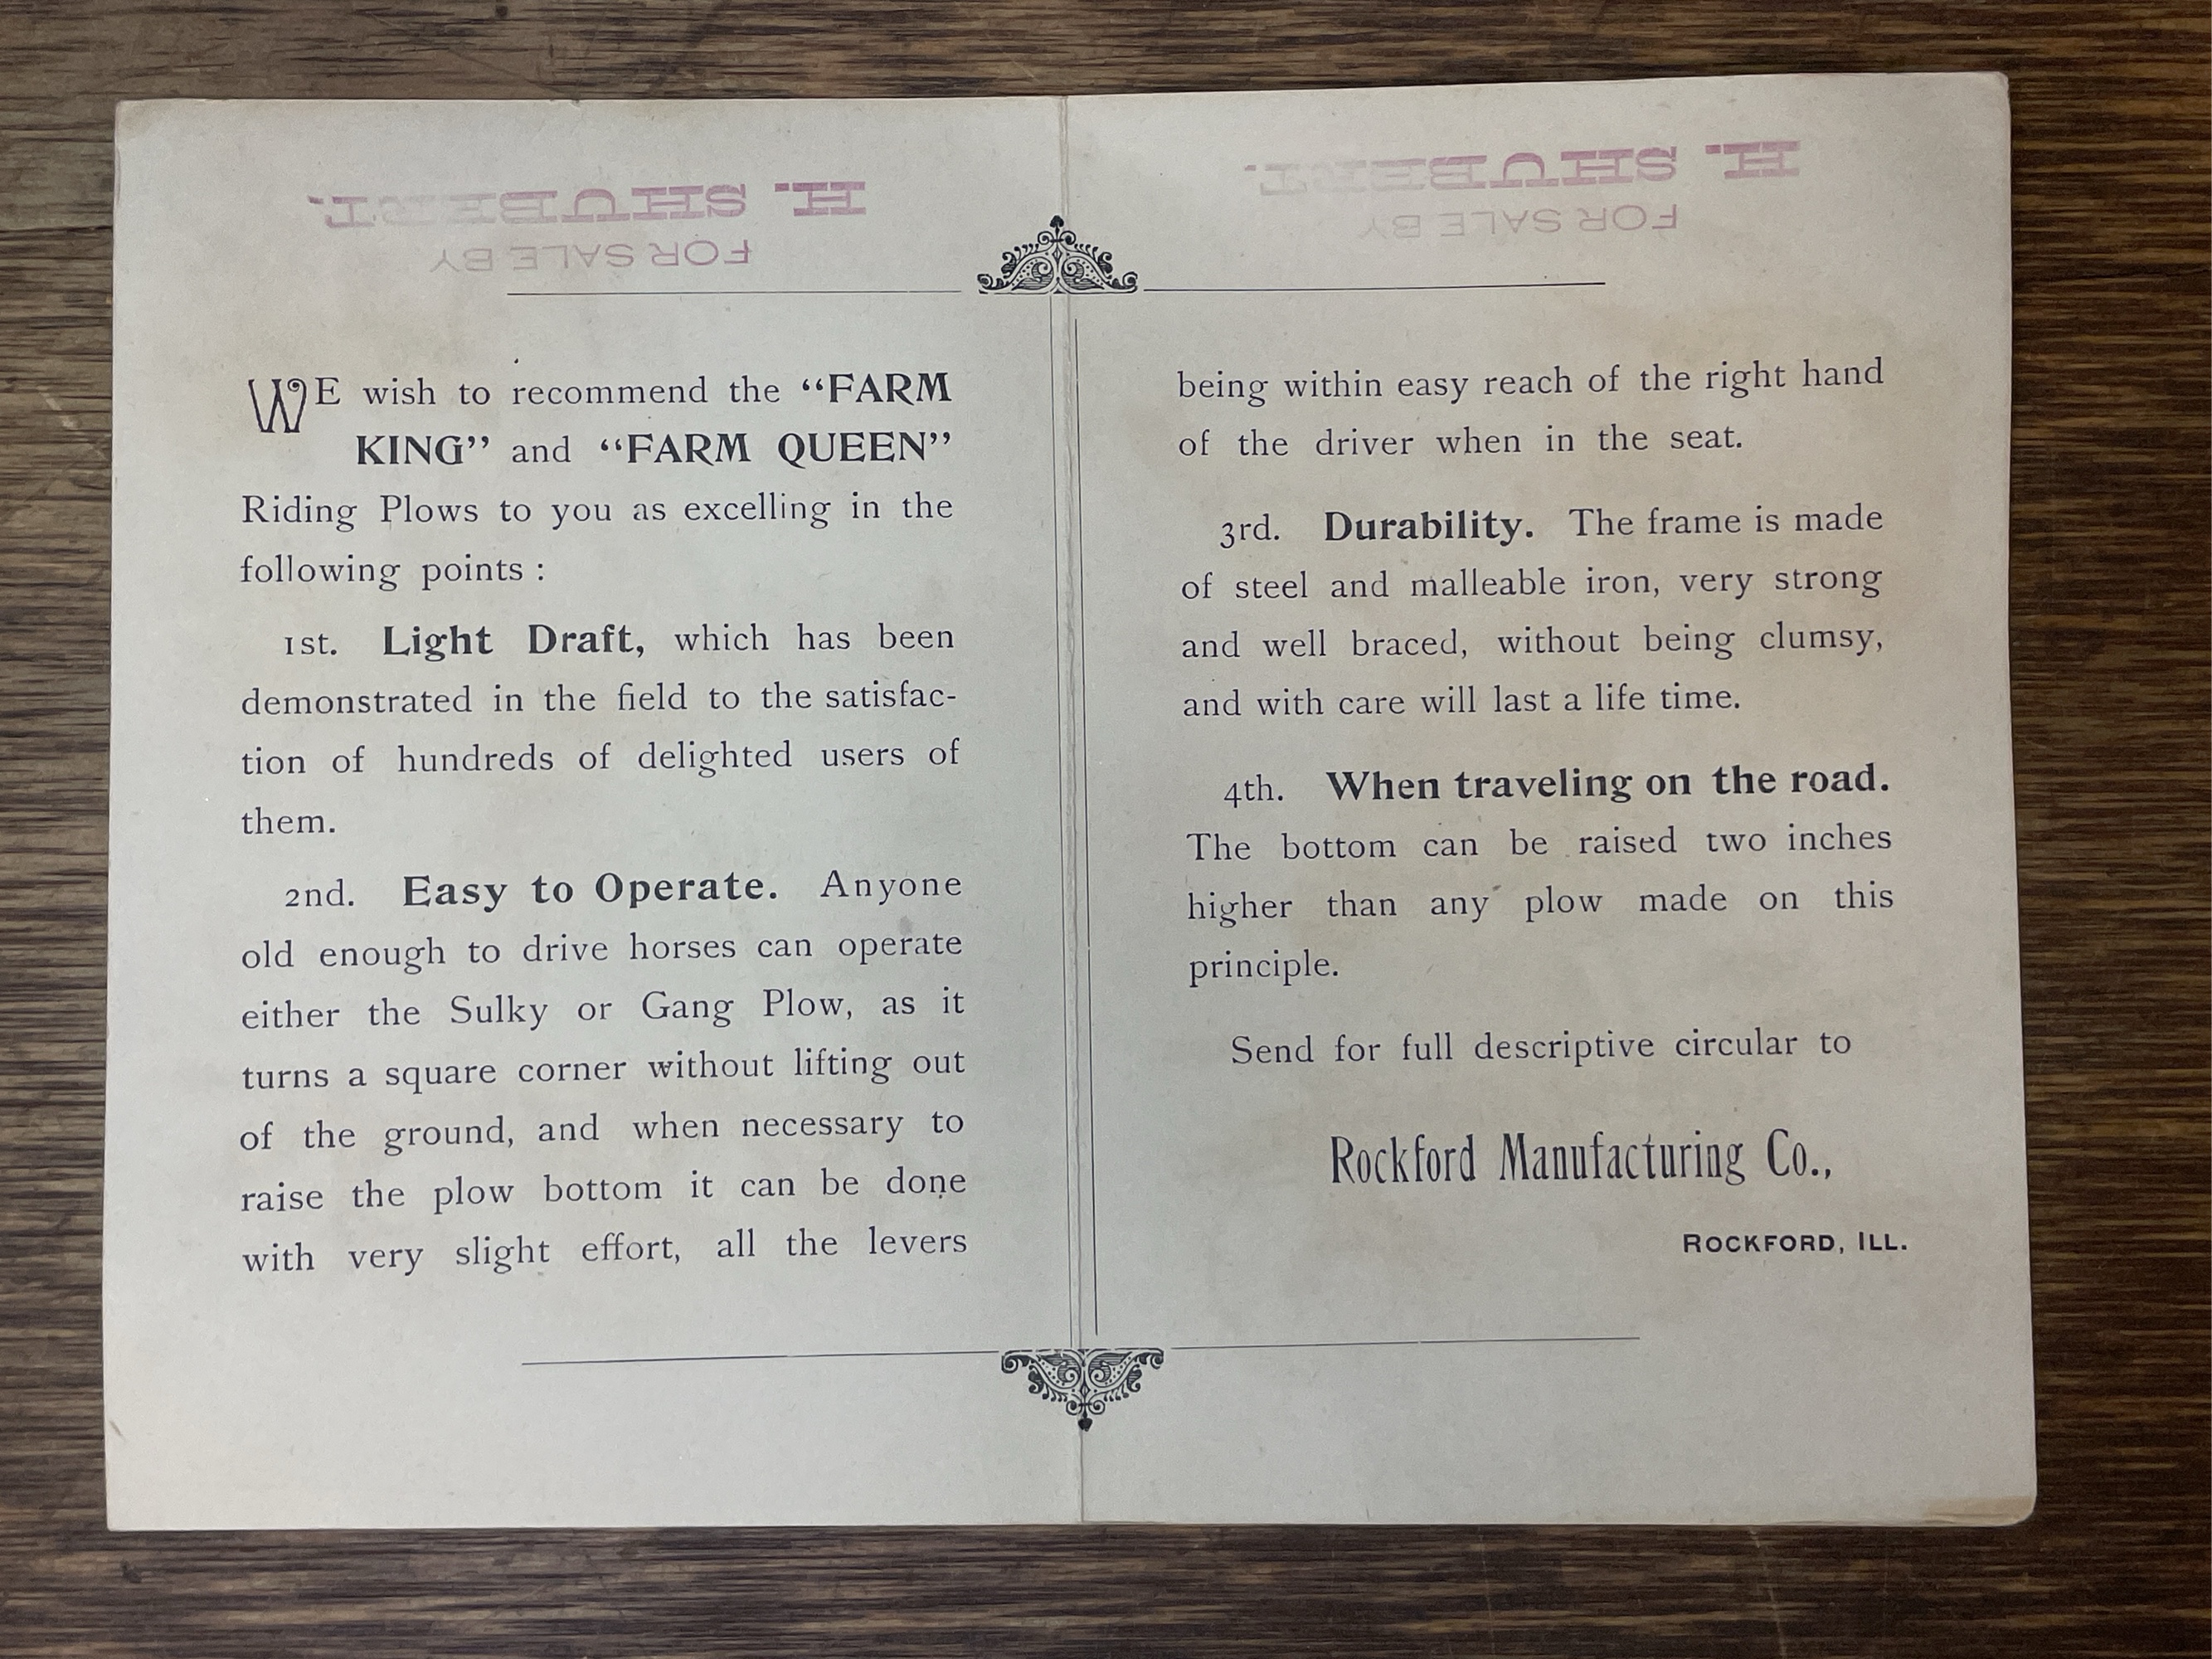 FOR SALE BY
H. SHUBERT.
FOR SALE BY
H. SHUBERT.
WE wish to recommend the “FARM
KING” and “FARM QUEEN”
Riding Plows to you as excelling in the
following points :
1st. Light Draft, which has been
demonstrated in the field to the satisfac-
tion of hundreds of delighted users of
them.
2nd. Easy to Operate. Anyone
old enough to drive horses can operate
either the Sulky or Gang Plow, as it
turns a square corner without lifting out
of the ground, and when necessary to
raise the plow bottom it can be done
with very slight effort, all the levers
being within easy reach of the right hand
of the driver when in the seat.
3rd. Durability. The frame is made
of steel and malleable iron, very strong
and well braced, without being clumsy,
and with care will last a life time.
4th. When traveling on the road.
The bottom can be raised two inches
higher than any plow made on this
principle.
Send for full descriptive circular to
Rockford Manufacturing Co.,
ROCKFORD, ILL.